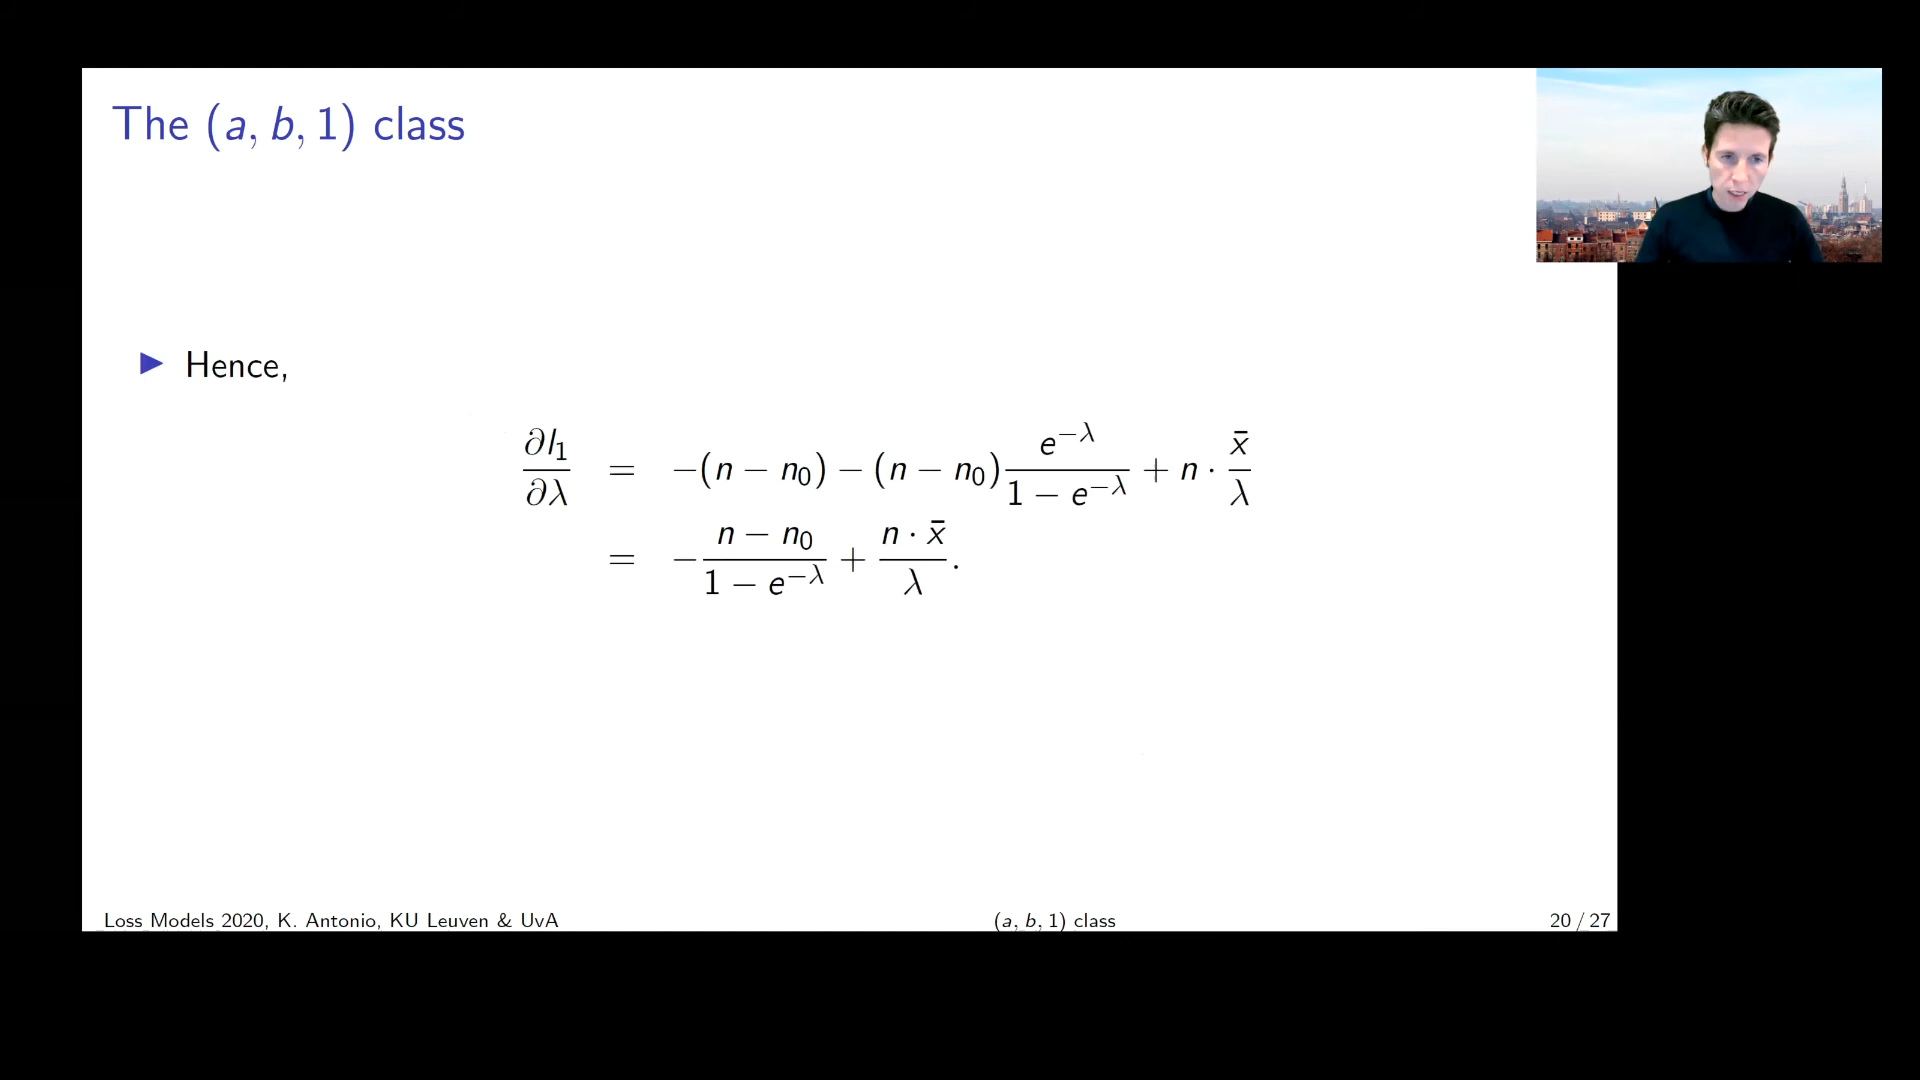 The (a, b, 1) class
▶ Hence,
∂l₁/∂λ = −(n − n₀) − (n − n₀) e^{−λ}/(1 − e^{−λ}) + n · x̄/λ
= −(n − n₀)/(1 − e^{−λ}) + (n · x̄)/λ.
Loss Models 2020, K. Antonio, KU Leuven & UvA (a, b, 1) class 20 / 27